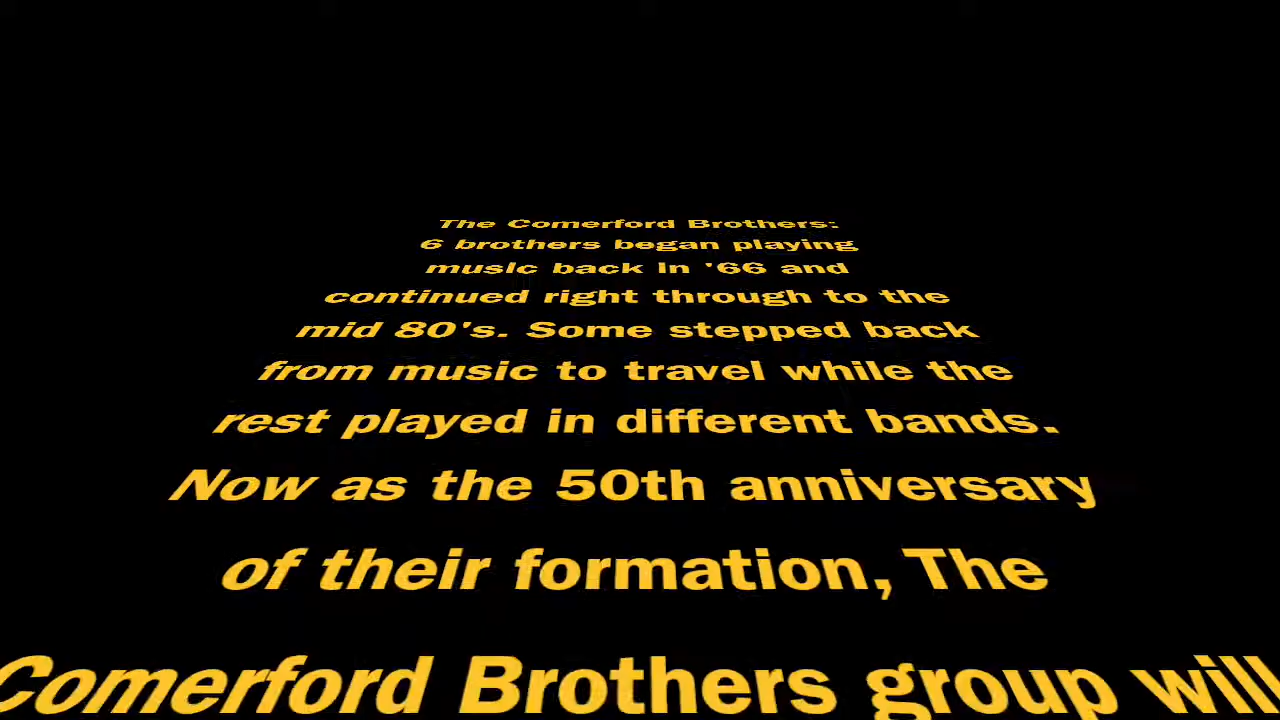 The Comerford Brothers:
6 brothers began playing
music back in '66 and
continued right through to the
mid 80's. Some stepped back
from music to travel while the
rest played in different bands.
Now as the 50th anniversary
of their formation, The
Comerford Brothers group will